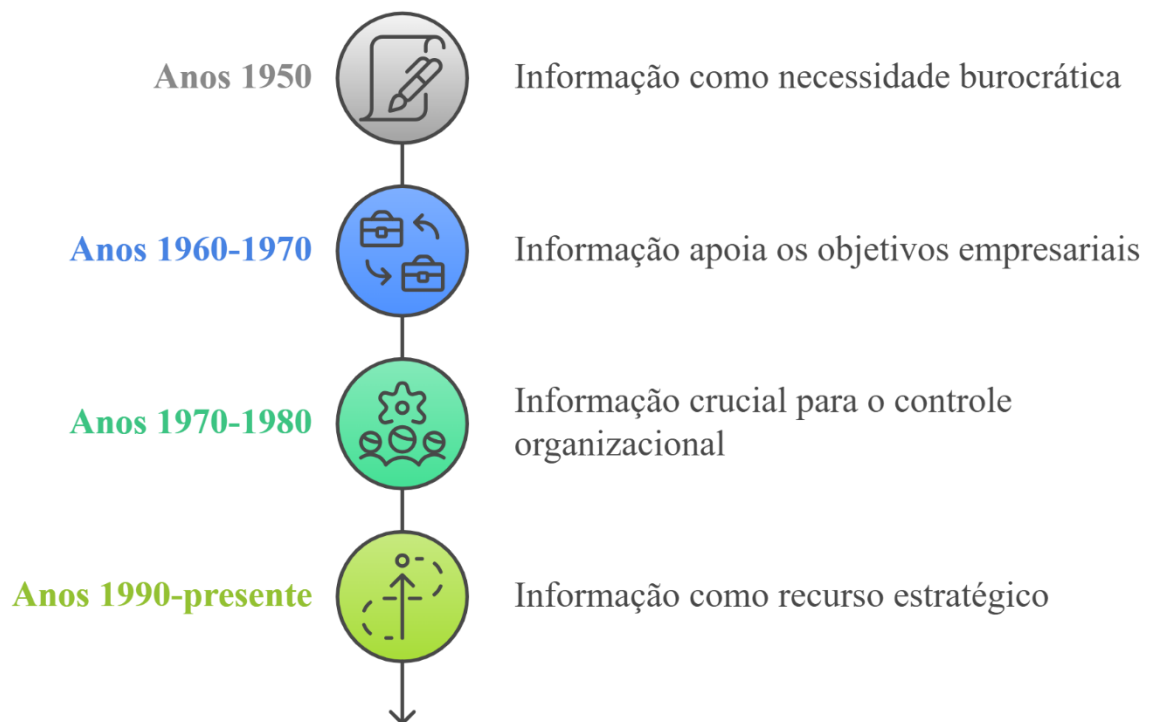 Anos 1950
Informação como necessidade burocrática
Anos 1960-1970
Informação apoia os objetivos empresariais
Anos 1970-1980
Informação crucial para o controle
organizacional
Anos 1990-presente
Informação como recurso estratégico